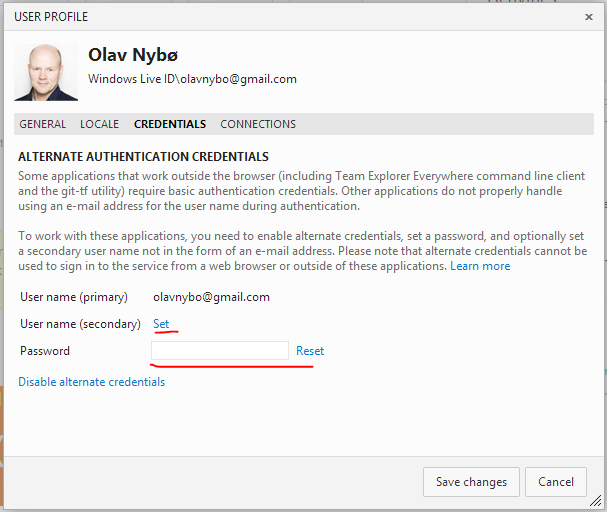 USER PROFILE
Olav Nybø
Windows Live ID\olavnybo@gmail.com
GENERAL LOCALE CREDENTIALS CONNECTIONS
ALTERNATE AUTHENTICATION CREDENTIALS
Some applications that work outside the browser (including Team Explorer Everywhere command line client
and the git-tf utility) require basic authentication credentials. Other applications do not properly handle
using an e-mail address for the user name during authentication.
To work with these applications, you need to enable alternate credentials, set a password, and optionally set
a secondary user name not in the form of an e-mail address. Please note that alternate credentials cannot be
used to sign in to the service from a web browser or outside of these applications. Learn more
User name (primary) olavnybo@gmail.com
User name (secondary) Set
Password Reset
Disable alternate credentials
Save changes Cancel